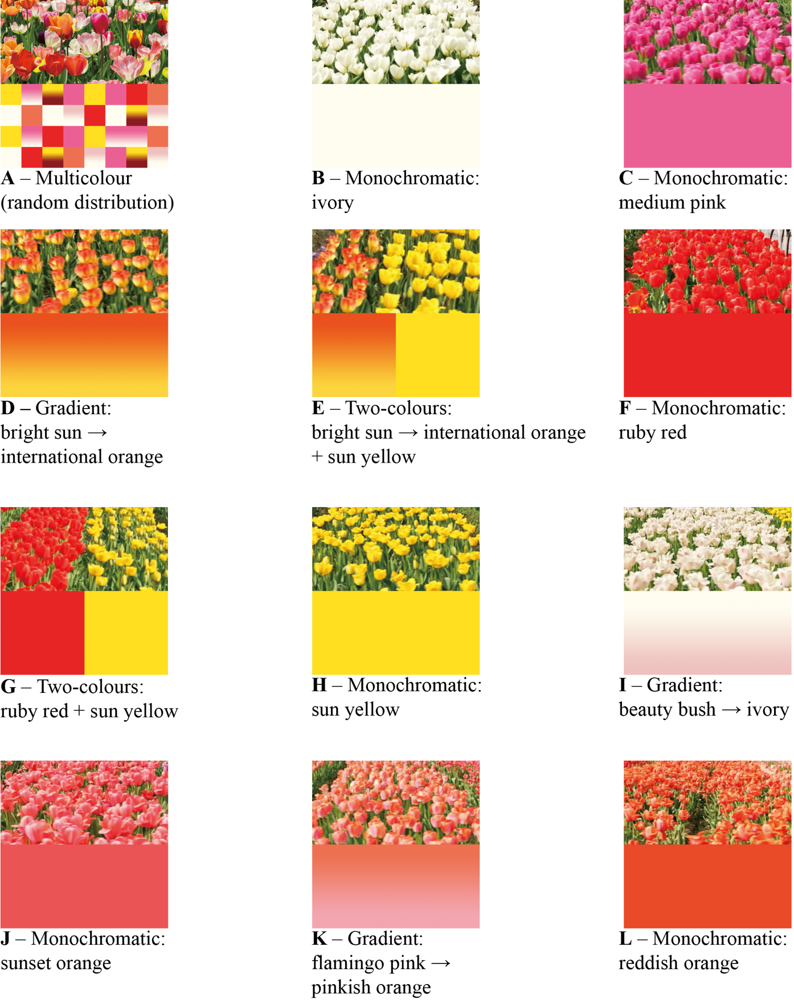 A – Multicolour
(random distribution)
B – Monochromatic:
ivory
C – Monochromatic:
medium pink
D – Gradient:
bright sun →
international orange
E – Two-colours:
bright sun → international orange
+ sun yellow
F – Monochromatic:
ruby red
G – Two-colours:
ruby red + sun yellow
H – Monochromatic:
sun yellow
I – Gradient:
beauty bush → ivory
J – Monochromatic:
sunset orange
K – Gradient:
flamingo pink →
pinkish orange
L – Monochromatic:
reddish orange